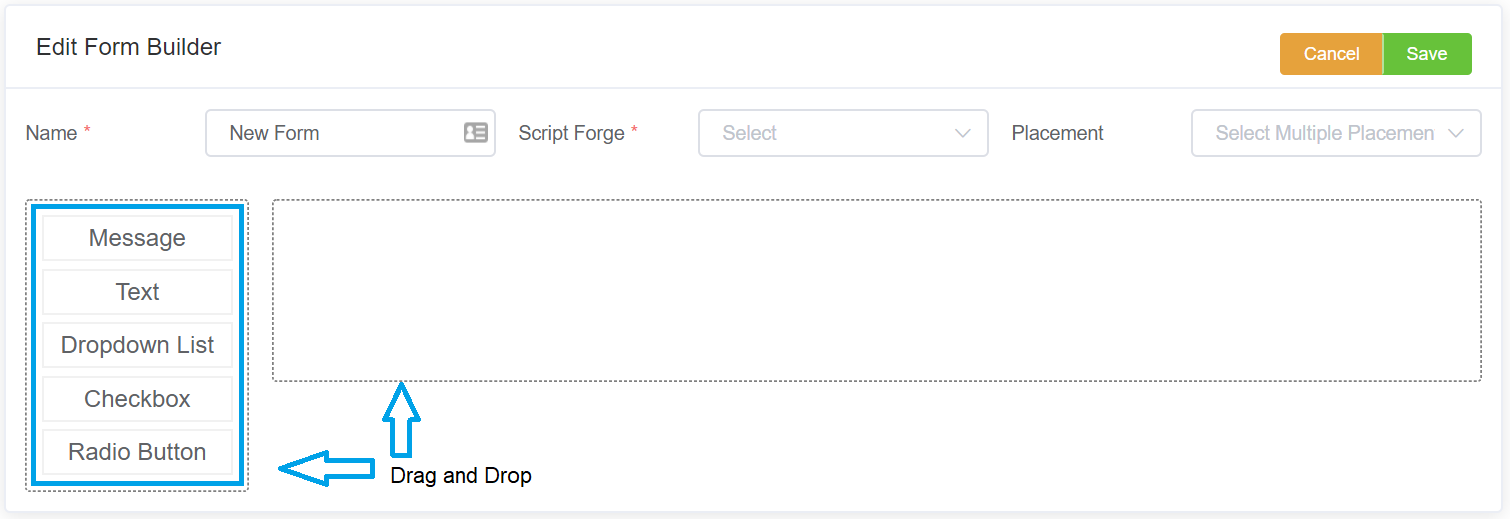 Edit Form Builder
Cancel
Save
Name *
New Form
Script Forge *
Select
Placement
Select Multiple Placemen
Message
Text
Dropdown List
Checkbox
Radio Button
Drag and Drop